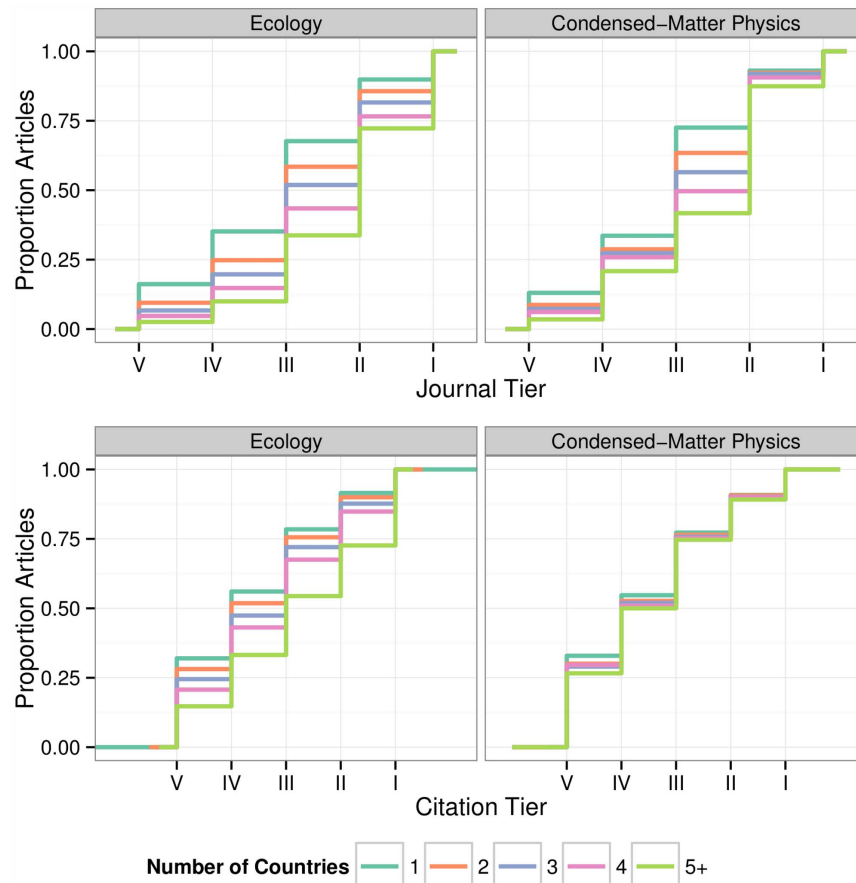 Ecology
Condensed−Matter Physics
Proportion Articles
1.00
0.75
0.50
0.25
0.00
V IV III II I
V IV III II I
Journal Tier
Ecology
Condensed−Matter Physics
Proportion Articles
1.00
0.75
0.50
0.25
0.00
V IV III II I
V IV III II I
Citation Tier
Number of Countries 1 2 3 4 5+